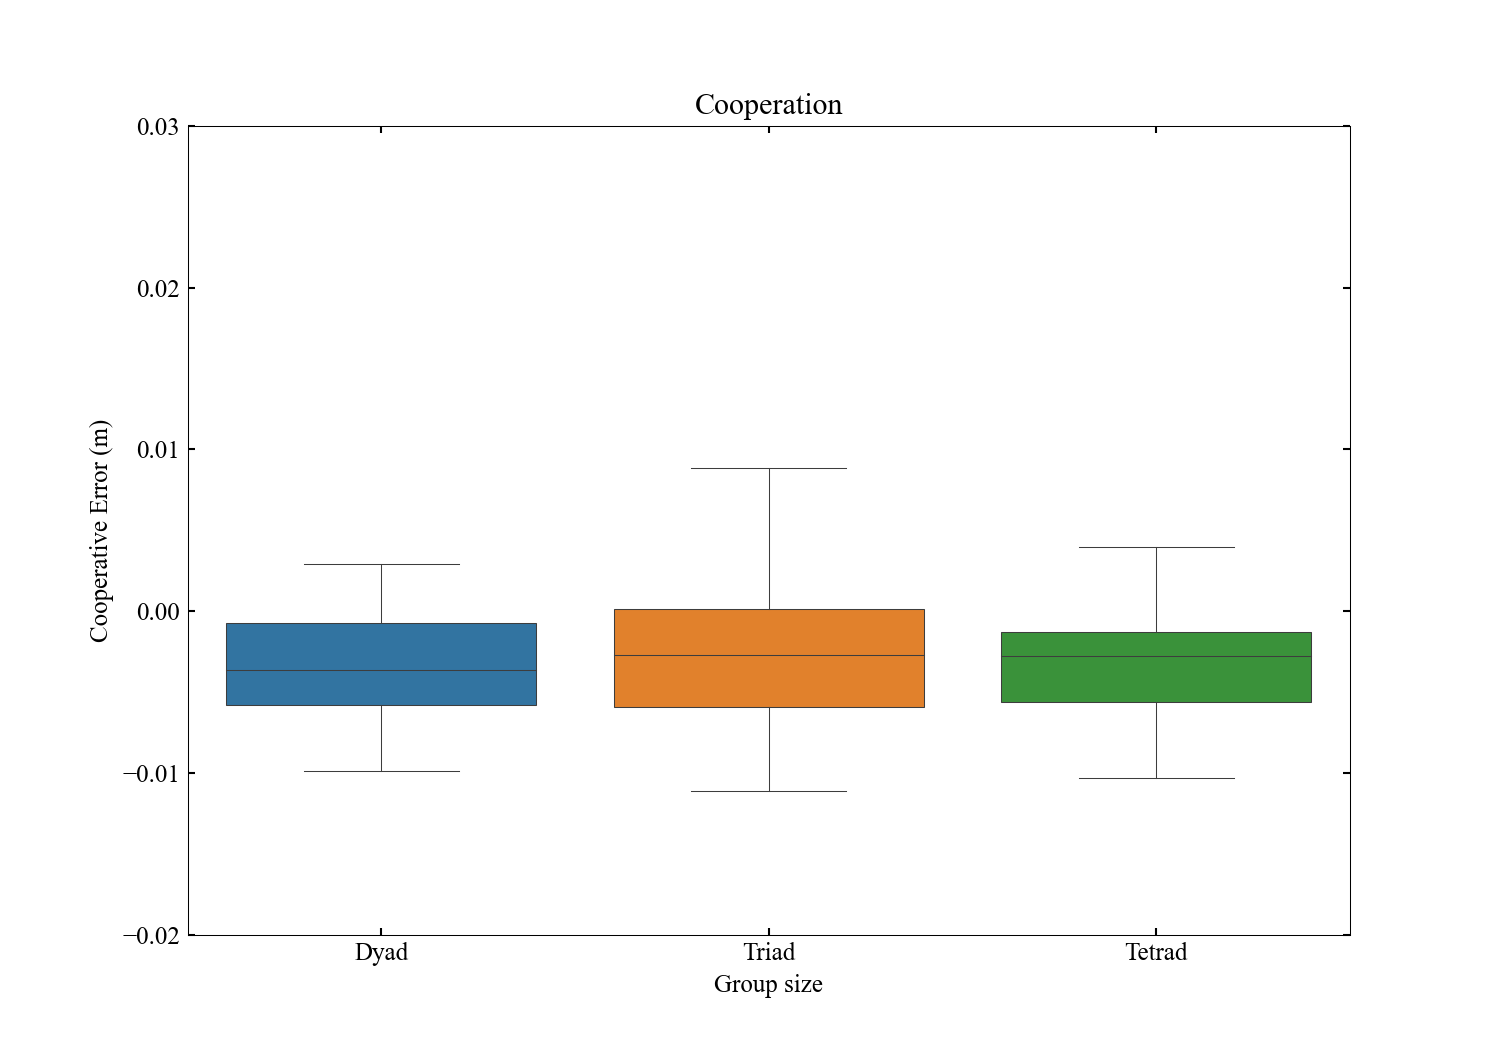 Cooperation
0.03
0.02
0.01
0.00
−0.01
−0.02
Cooperative Error (m)
Dyad
Triad
Tetrad
Group size